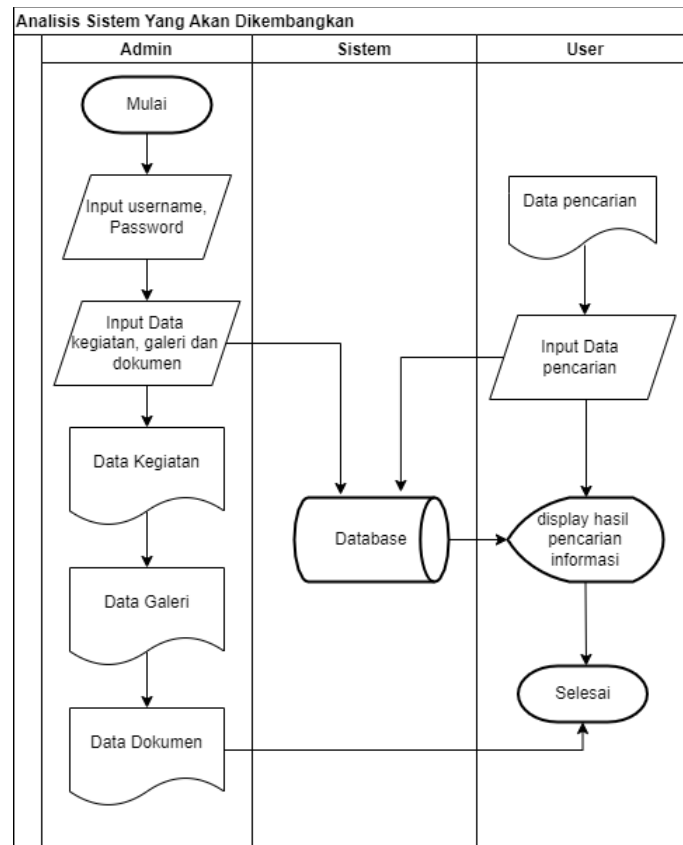 Analisis Sistem Yang Akan Dikembangkan
Admin
Sistem
User
Mulai
Input username,
Password
Input Data
kegiatan, galeri dan
dokumen
Data Kegiatan
Data Galeri
Data Dokumen
Database
Data pencarian
Input Data
pencarian
display hasil
pencarian
informasi
Selesai